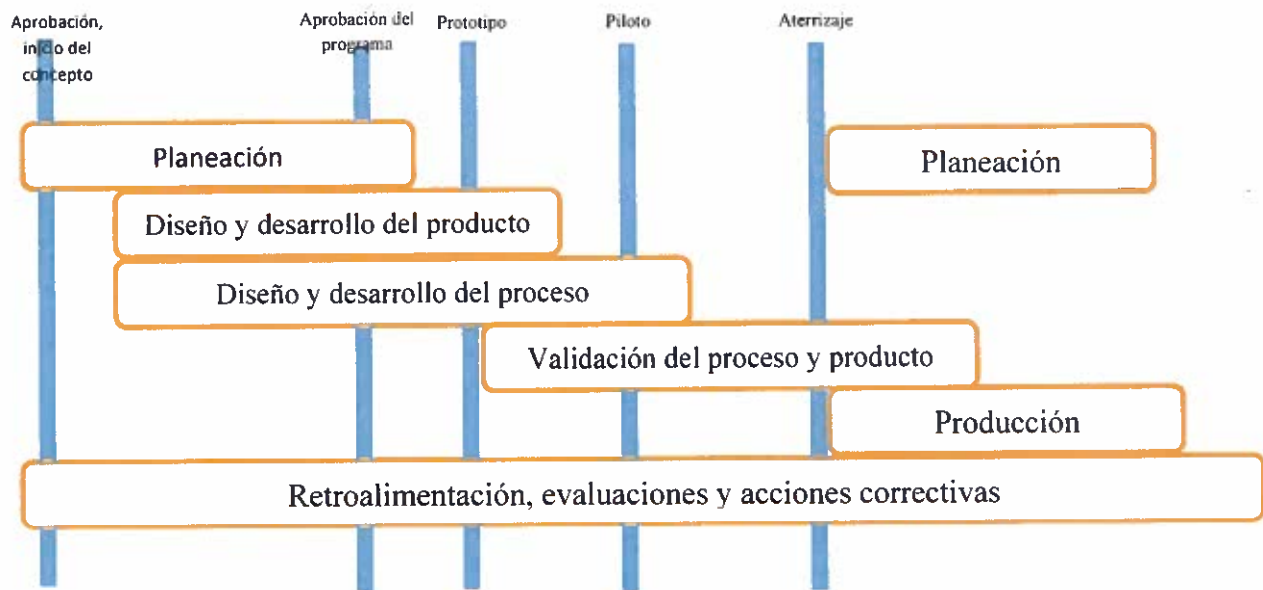 Aprobación,
inicio del
concepto
Aprobación del
programa
Prototipo
Piloto
Aterrizaje
Planeación
Planeación
Diseño y desarrollo del producto
Diseño y desarrollo del proceso
Validación del proceso y producto
Producción
Retroalimentación, evaluaciones y acciones correctivas